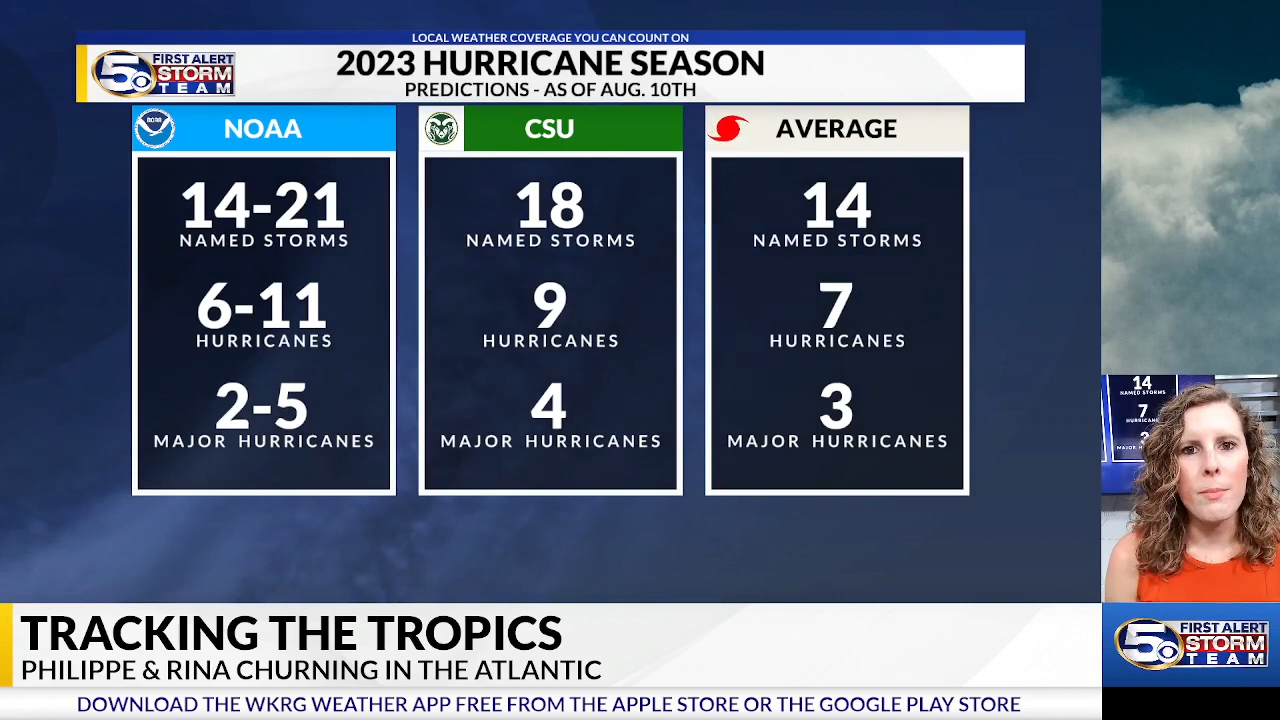 LOCAL WEATHER COVERAGE YOU CAN COUNT ON
5 FIRST ALERT STORM TEAM
2023 HURRICANE SEASON
PREDICTIONS - AS OF AUG. 10TH
NOAA
14-21
NAMED STORMS
6-11
HURRICANES
2-5
MAJOR HURRICANES
CSU
18
NAMED STORMS
9
HURRICANES
4
MAJOR HURRICANES
AVERAGE
14
NAMED STORMS
7
HURRICANES
3
MAJOR HURRICANES
14
NAMED STORMS
7
TRACKING THE TROPICS
PHILIPPE & RINA CHURNING IN THE ATLANTIC
5 FIRST ALERT STORM TEAM
DOWNLOAD THE WKRG WEATHER APP FREE FROM THE APPLE STORE OR THE GOOGLE PLAY STORE